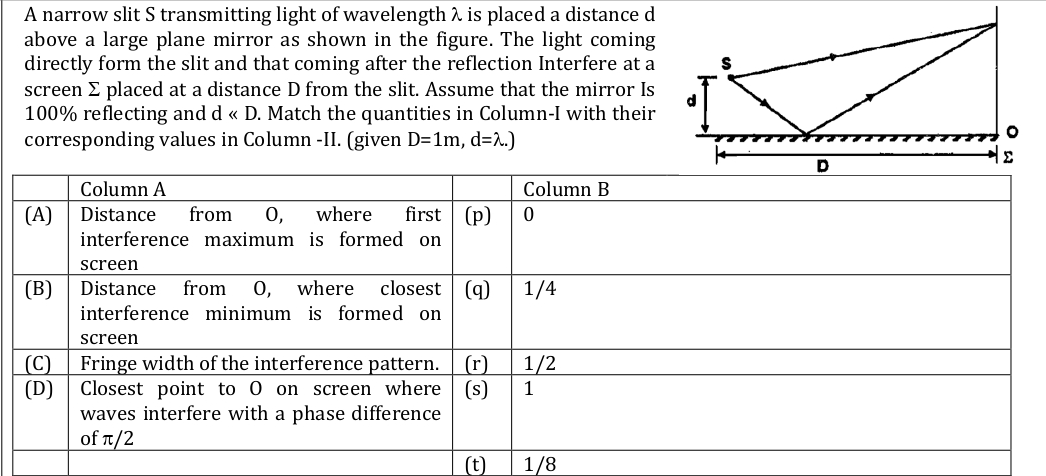 A narrow slit S transmitting light of wavelength λ is placed a distance d
above a large plane mirror as shown in the figure. The light coming
directly form the slit and that coming after the reflection Interfere at a
screen Σ placed at a distance D from the slit. Assume that the mirror Is
100% reflecting and d « D. Match the quantities in Column-I with their
corresponding values in Column -II. (given D=1m, d=λ.)
S
d
O
Σ
D
Column A
Column B
(A) Distance from O, where first
interference maximum is formed on
screen
(p) 0
(B) Distance from O, where closest
interference minimum is formed on
screen
(q) 1/4
(C) Fringe width of the interference pattern.
(r) 1/2
(D) Closest point to O on screen where
waves interfere with a phase difference
of π/2
(s) 1
(t) 1/8